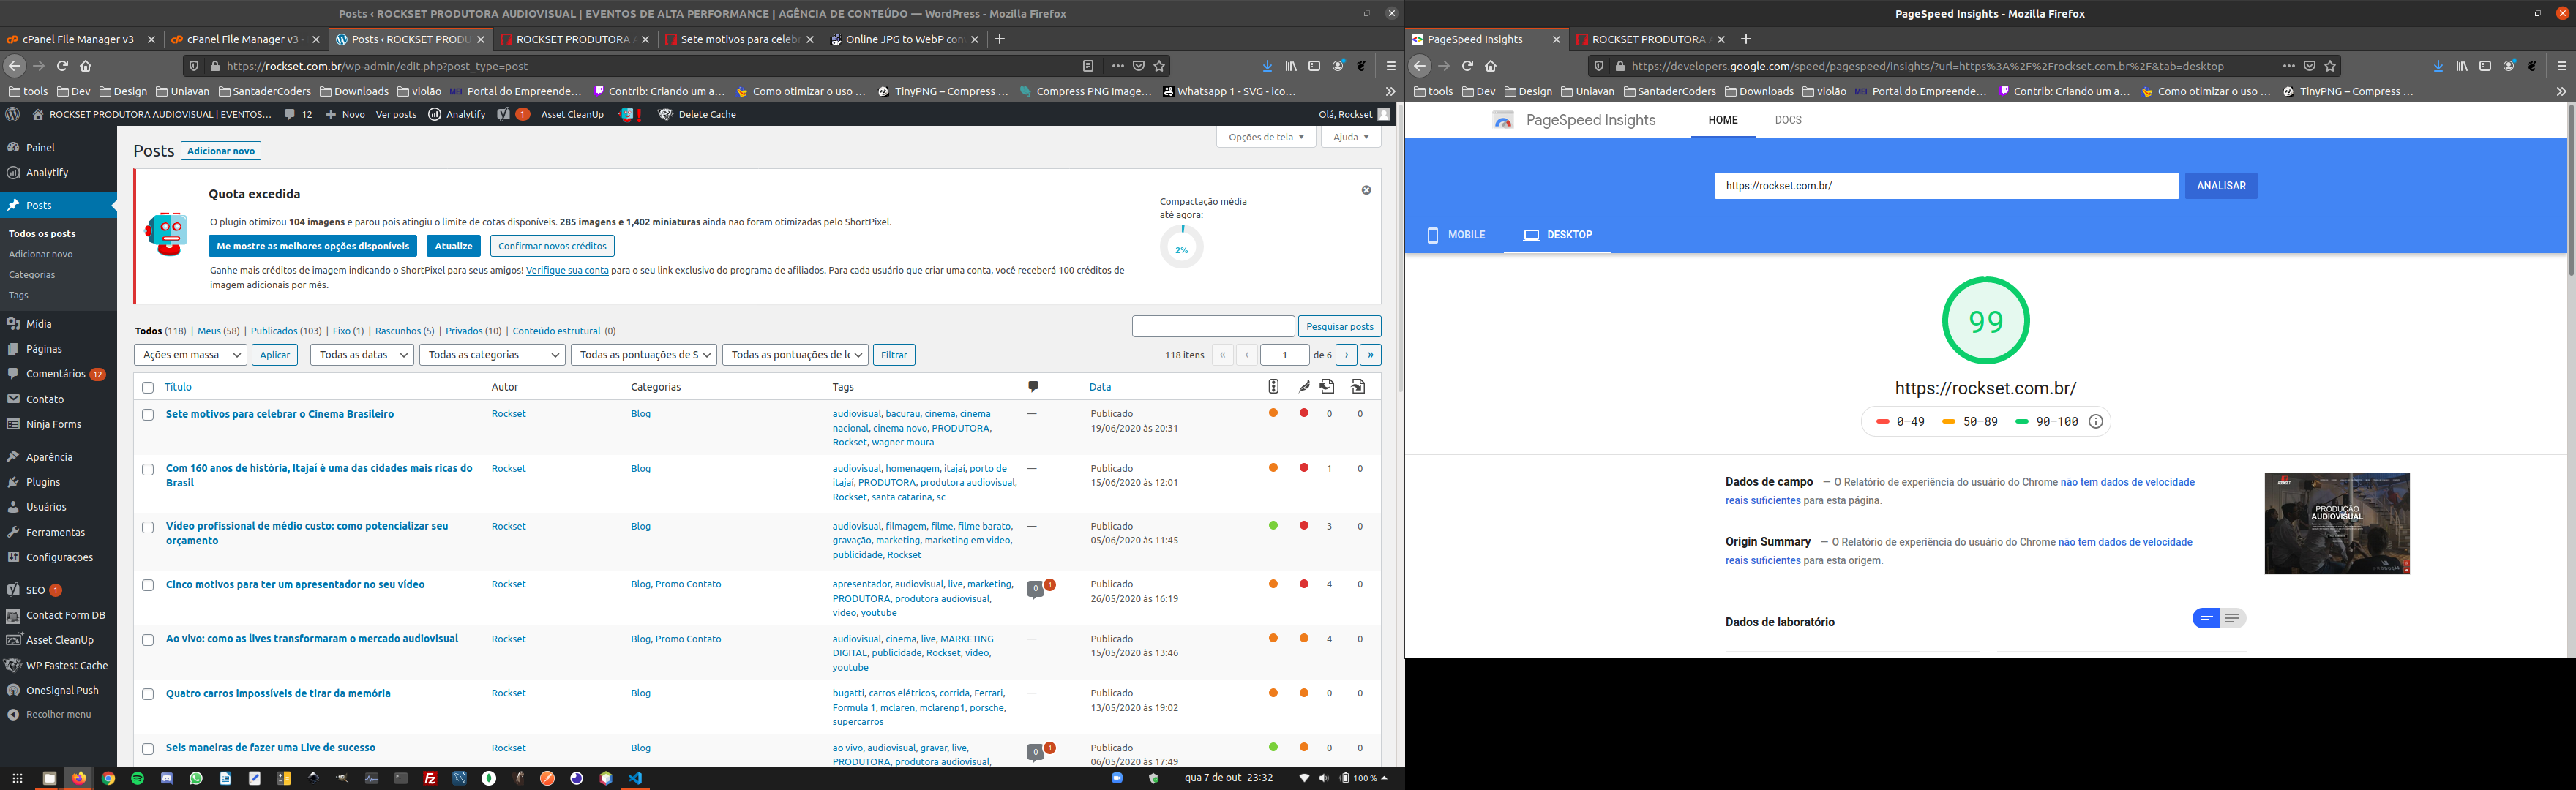 Posts ‹ ROCKSET PRODUTORA AUDIOVISUAL | EVENTOS DE ALTA PERFORMANCE | AGÊNCIA DE CONTEÚDO — WordPress - Mozilla Firefox
cPanel File Manager v3
cPanel File Manager v3 -
Posts ‹ ROCKSET PRODU
ROCKSET PRODUTORA A
Sete motivos para celebr
Online JPG to WebP con
https://rockset.com.br/wp-admin/edit.php?post_type=post
tools Dev Design Uniavan SantaderCoders Downloads violão Portal do Empreende… Contrib: Criando um a… Como otimizar o uso … TinyPNG – Compress … Compress PNG Image… Whatsapp 1 - SVG - ico…
ROCKSET PRODUTORA AUDIOVISUAL | EVENTOS… 12 Novo Ver posts Analytify 1 Asset CleanUp Delete Cache Olá, Rockset
Painel
Analytify
Posts
Todos os posts
Adicionar novo
Categorias
Tags
Mídia
Páginas
Comentários 12
Contato
Ninja Forms
Aparência
Plugins
Usuários
Ferramentas
Configurações
SEO 1
Contact Form DB
Asset CleanUp
WP Fastest Cache
OneSignal Push
Recolher menu
Opções de tela Ajuda
Posts Adicionar novo
Quota excedida
O plugin otimizou 104 imagens e parou pois atingiu o limite de cotas disponíveis. 285 imagens e 1,402 miniaturas ainda não foram otimizadas pelo ShortPixel.
Me mostre as melhores opções disponíveis Atualize Confirmar novos créditos
Ganhe mais créditos de imagem indicando o ShortPixel para seus amigos! Verifique sua conta para o seu link exclusivo do programa de afiliados. Para cada usuário que criar uma conta, você receberá 100 créditos de
imagem adicionais por mês.
Compactação média
até agora:
2%
Todos (118) | Meus (58) | Publicados (103) | Fixo (1) | Rascunhos (5) | Privados (10) | Conteúdo estrutural (0)
Pesquisar posts
Ações em massa Aplicar Todas as datas Todas as categorias Todas as pontuações de S Todas as pontuações de le Filtrar
118 itens « ‹ 1 de 6 › »
Título Autor Categorias Tags Data
Sete motivos para celebrar o Cinema Brasileiro Rockset Blog audiovisual, bacurau, cinema, cinema — Publicado 0 0
nacional, cinema novo, PRODUTORA, 19/06/2020 às 20:31
Rockset, wagner moura
Com 160 anos de história, Itajaí é uma das cidades mais ricas do Rockset Blog audiovisual, homenagem, itajaí, porto de — Publicado 1 0
Brasil itajaí, PRODUTORA, produtora audiovisual, 15/06/2020 às 12:01
Rockset, santa catarina, sc
Vídeo profissional de médio custo: como potencializar seu Rockset Blog audiovisual, filmagem, filme, filme barato, — Publicado 3 0
orçamento gravação, marketing, marketing em video, 05/06/2020 às 11:45
publicidade, Rockset
Cinco motivos para ter um apresentador no seu vídeo Rockset Blog, Promo Contato apresentador, audiovisual, live, marketing, 0 1 Publicado 4 0
PRODUTORA, produtora audiovisual, 26/05/2020 às 16:19
video, youtube
Ao vivo: como as lives transformaram o mercado audiovisual Rockset Blog, Promo Contato audiovisual, cinema, live, MARKETING — Publicado 4 0
DIGITAL, publicidade, Rockset, video, 15/05/2020 às 13:46
youtube
Quatro carros impossíveis de tirar da memória Rockset Blog bugatti, carros elétricos, corrida, Ferrari, — Publicado 0 0
Formula 1, mclaren, mclarenp1, porsche, 13/05/2020 às 19:02
supercarros
Seis maneiras de fazer uma Live de sucesso Rockset Blog ao vivo, audiovisual, gravar, live, 0 1 Publicado 0 0
PRODUTORA, produtora audiovisual, 06/05/2020 às 17:49
qua 7 de out 23:32 100 %
PageSpeed Insights - Mozilla Firefox
PageSpeed Insights
ROCKSET PRODUTORA A
https://developers.google.com/speed/pagespeed/insights/?url=https%3A%2F%2Frockset.com.br%2F&tab=desktop
tools Dev Design Uniavan SantaderCoders Downloads violão Portal do Empreende… Contrib: Criando um a… Como otimizar o uso … TinyPNG – Compress …
PageSpeed Insights HOME DOCS
https://rockset.com.br/ ANALISAR
MOBILE DESKTOP
99
https://rockset.com.br/
0–49 50–89 90–100
Dados de campo — O Relatório de experiência do usuário do Chrome não tem dados de velocidade
reais suficientes para esta página.
Origin Summary — O Relatório de experiência do usuário do Chrome não tem dados de velocidade
reais suficientes para esta origem.
PRODUÇÃO
AUDIOVISUAL
Dados de laboratório